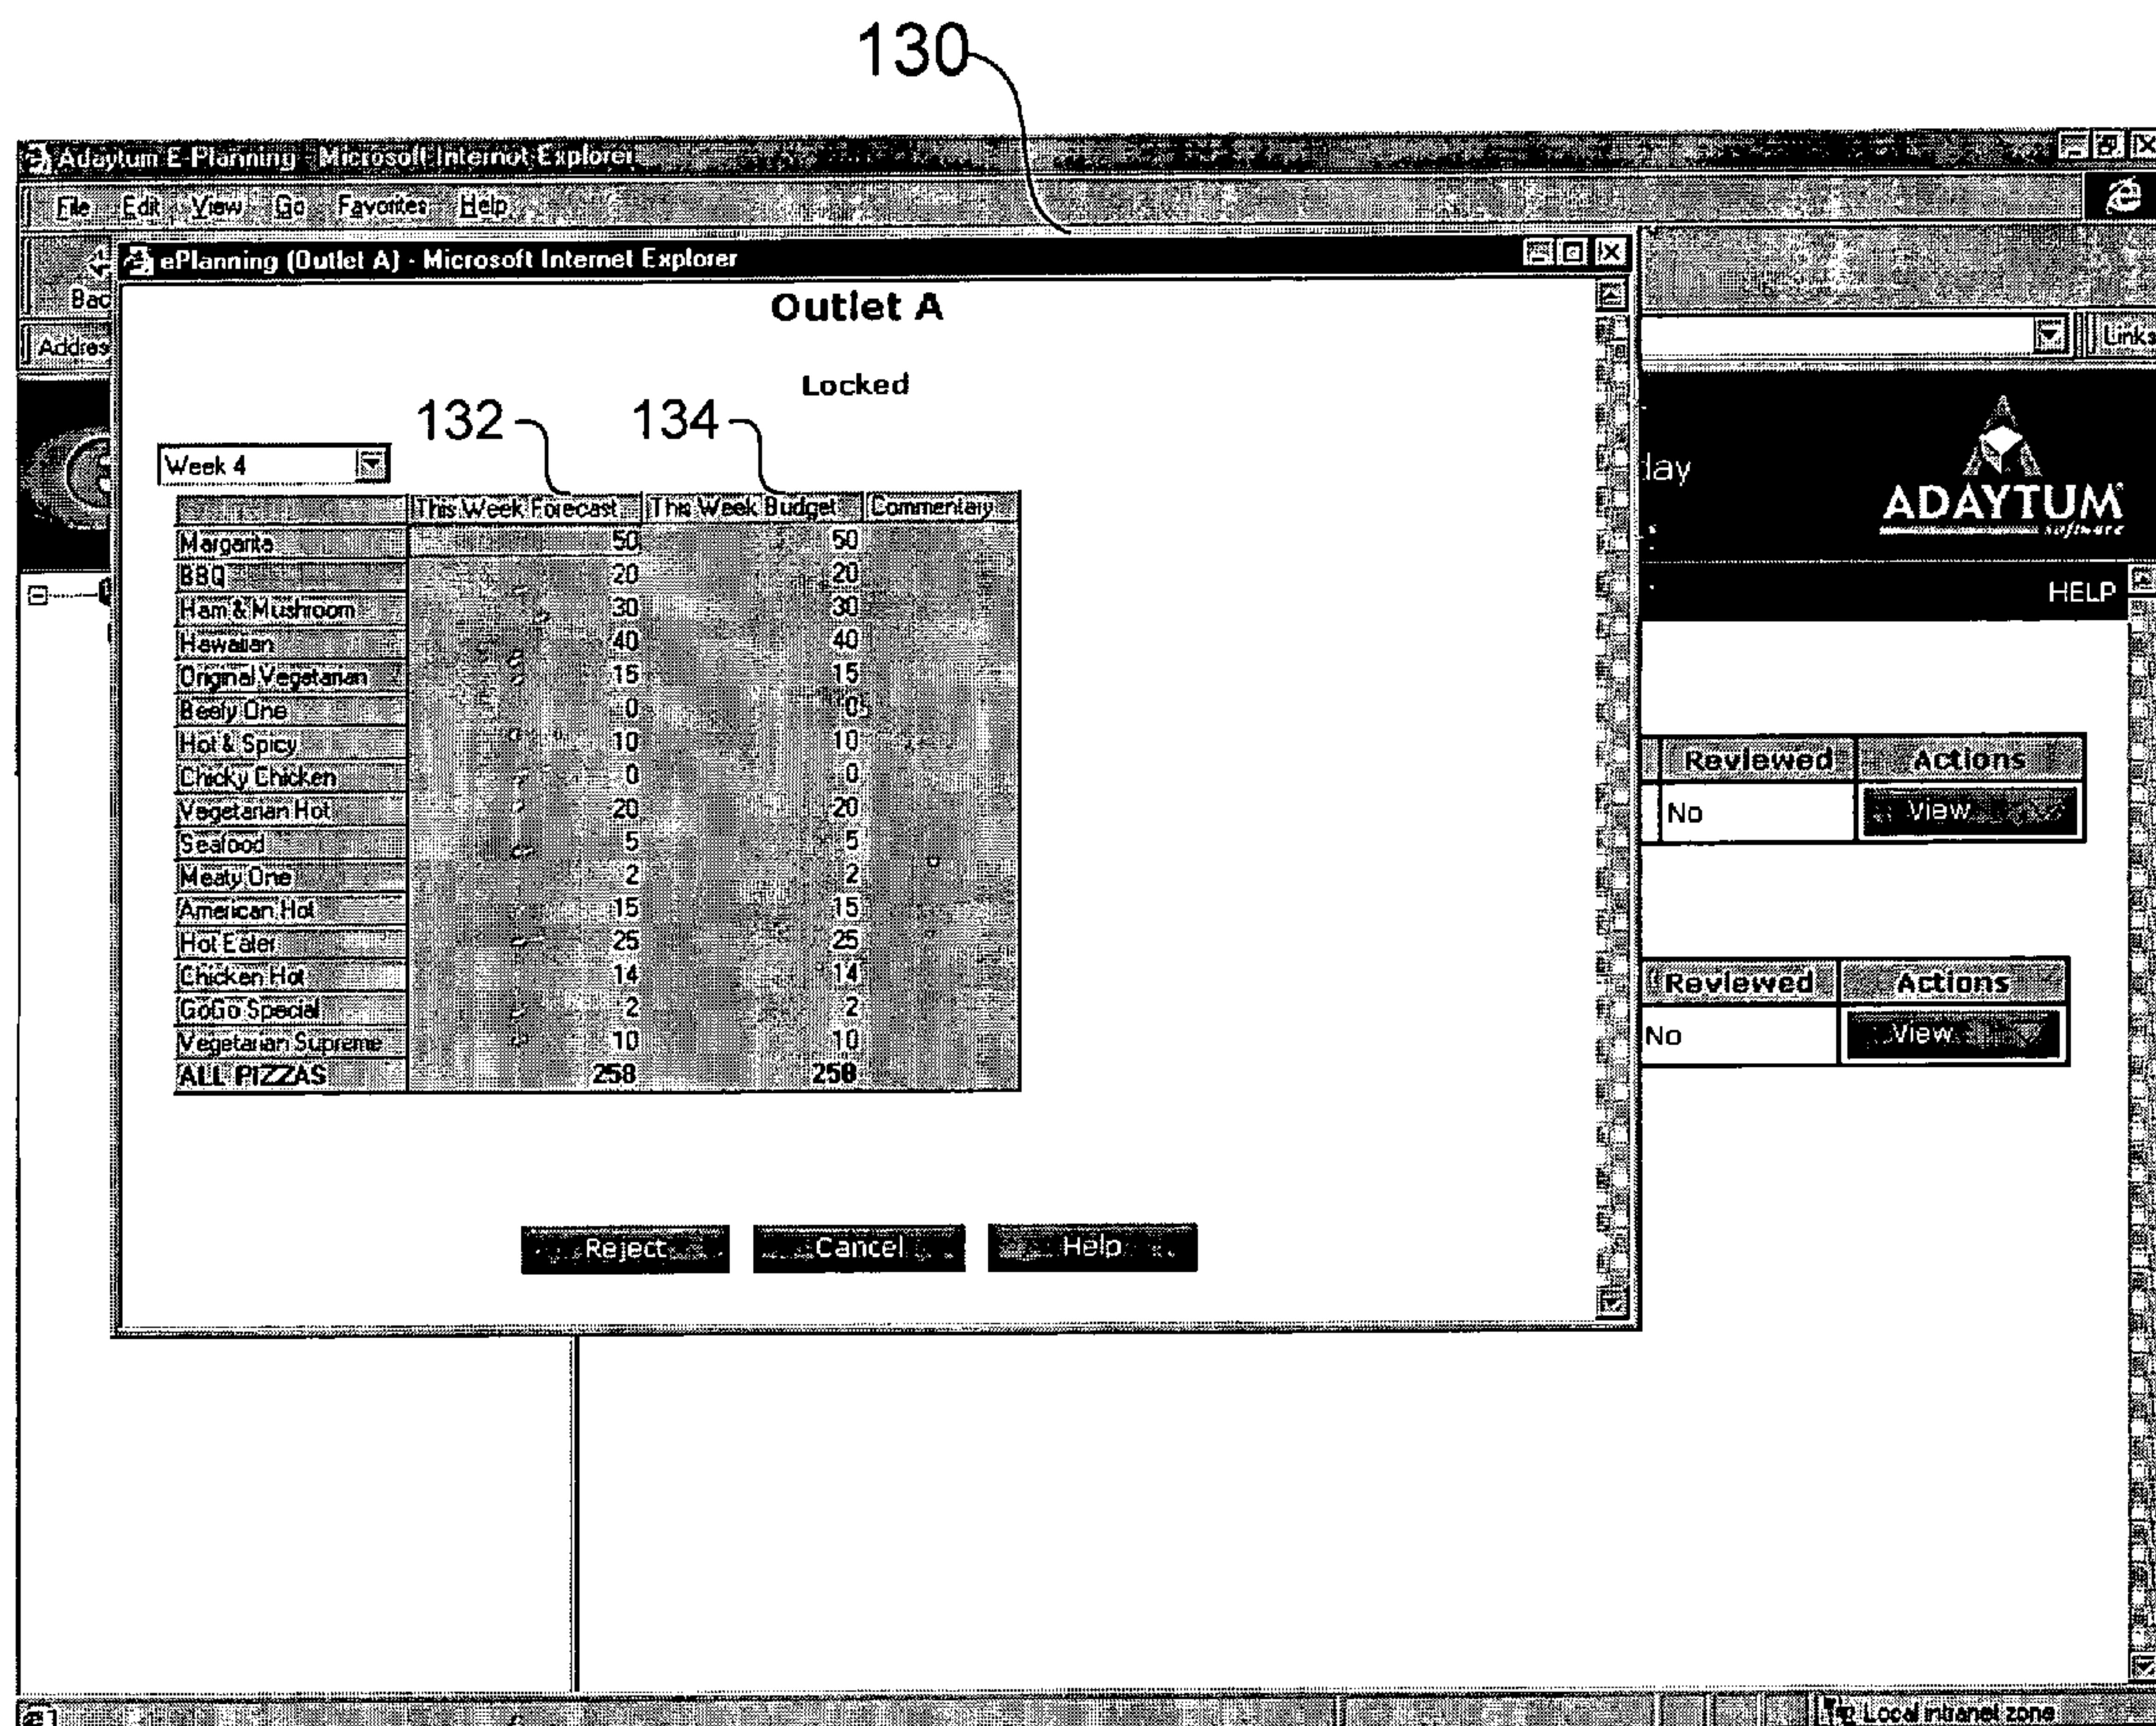 130
Adaytum E-Planning - Microsoft Internet Explorer
File Edit View Go Favorites Help
ePlanning (Outlet A) - Microsoft Internet Explorer
Bac
Outlet A
Addres
Links
Locked
132 134
Week 4
lay
ADAYTUM
software
HELP
This Week Forecast This Week Budget Commentary
Margarita 50 50
BBQ 20 20
Ham & Mushroom 30 30
Hawaiian 40 40
Original Vegetarian 15 15
Beefy One 0 0
Hot & Spicy 10 10
Chicky Chicken 0 0
Vegetarian Hot 20 20
Seafood 5 5
Meaty One 2 2
American Hot 15 15
Hot Eater 25 25
Chicken Hot 14 14
GoGo Special 2 2
Vegetarian Supreme 10 10
ALL PIZZAS 258 258
Reviewed Actions
No View
Reviewed Actions
No View
Reject Cancel Help
Local intranet zone